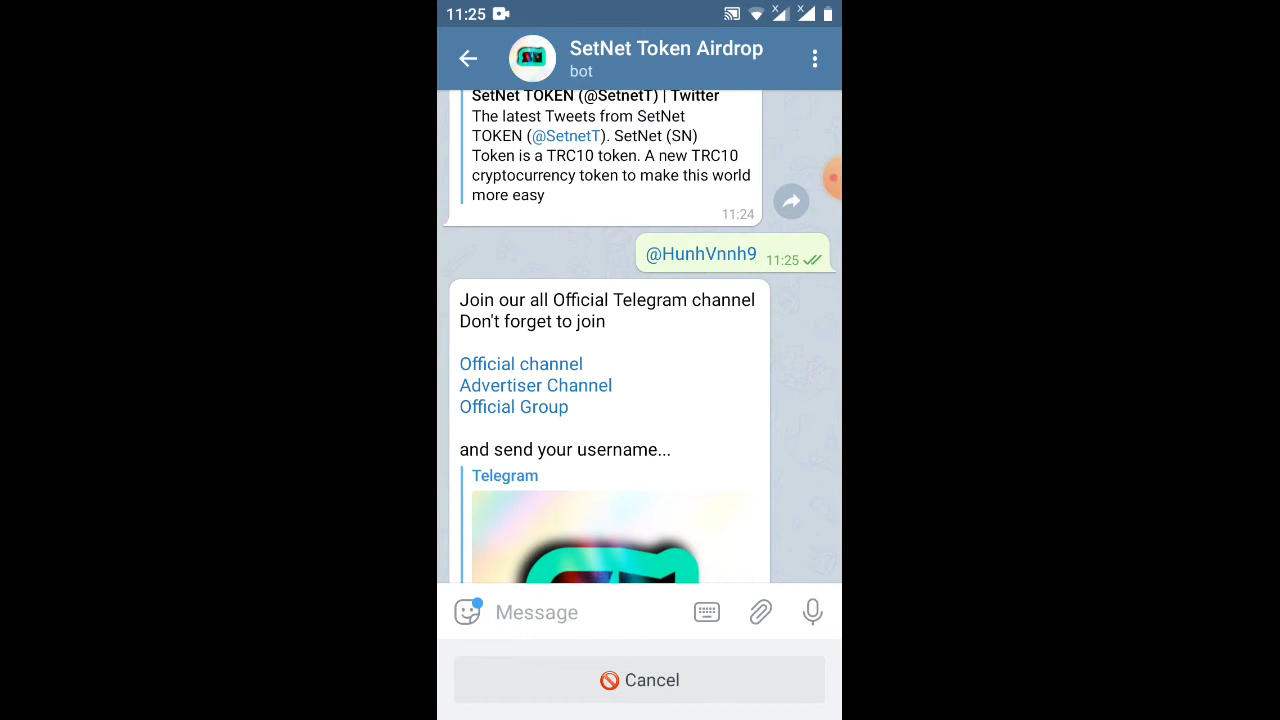 11:25
SetNet Token Airdrop
bot
SetNet TOKEN (@SetnetT) | Twitter
The latest Tweets from SetNet
TOKEN (@SetnetT). SetNet (SN)
Token is a TRC10 token. A new TRC10
cryptocurrency token to make this world
more easy
11:24
@HunhVnnh9 11:25
Join our all Official Telegram channel
Don't forget to join
Official channel
Advertiser Channel
Official Group
and send your username...
Telegram
Message
Cancel